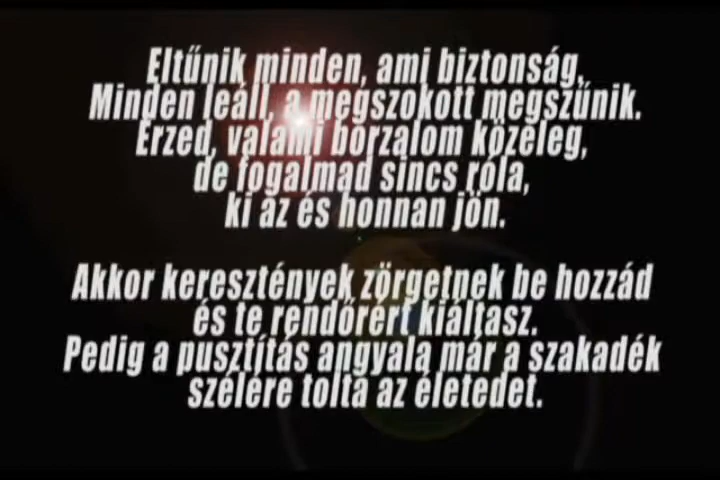 Eltűnik minden, ami biztonság,
Minden leáll, a megszokott megszűnik.
Érzed, valami borzalom közeleg,
de fogalmad sincs róla,
ki az és honnan jön.
Akkor keresztények zörgetnek be hozzád
és te rendőrért kiáltasz.
Pedig a pusztítás angyala már a szakadék
szélére tolta az életedet.